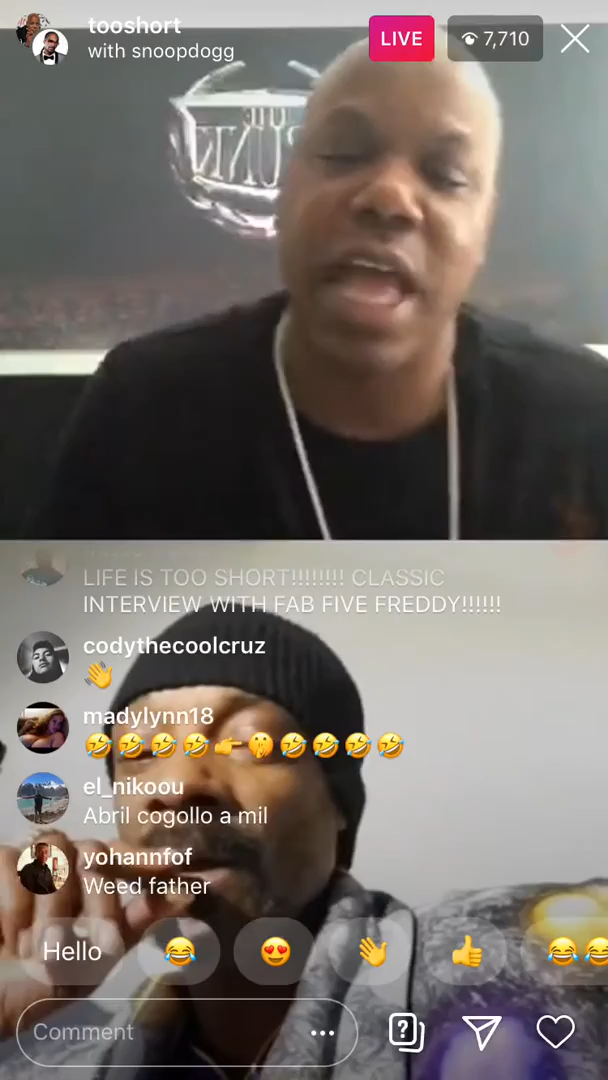 tooshort
with snoopdogg
LIVE
7,710
LIFE IS TOO SHORT!!!!!!!! CLASSIC
INTERVIEW WITH FAB FIVE FREDDY!!!!!!
codythecoolcruz
👋
madylynn18
🤣🤣🤣🤣👉🤫🤣🤣🤣🤣
el_nikoou
Abril cogollo a mil
yohannfof
Weed father
Hello 😂 😍 👋 👍 😂😂
Comment ...